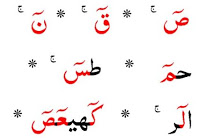 صٓ ۚ * قٓ ۚ * نٓ ۚ
حمٓ * طسٓ ۚ *
الٓر ۚ * كٓهيعٓصٓ *